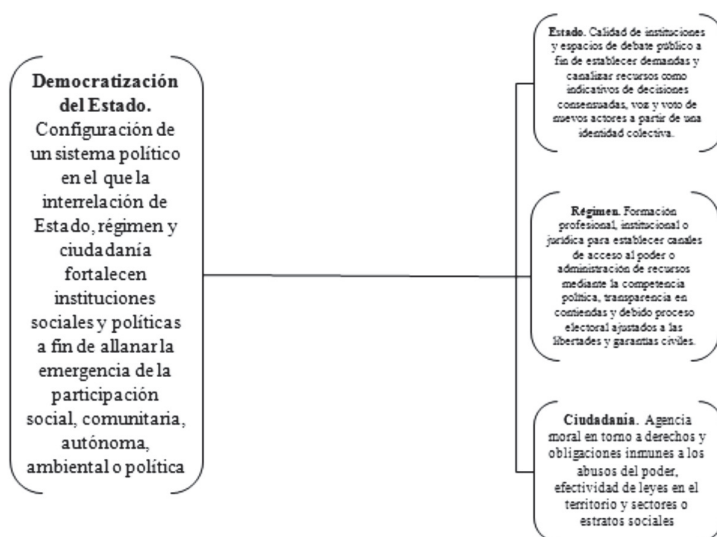 Democratización
del Estado.
Configuración de
un sistema político
en el que la
interrelación de
Estado, régimen y
ciudadanía
fortalecen
instituciones
sociales y políticas
a fin de allanar la
emergencia de la
participación
social, comunitaria,
autónoma,
ambiental o política
Estado. Calidad de instituciones
y espacios de debate público a
fin de establecer demandas y
canalizar recursos como
indicativos de decisiones
consensuadas, voz y voto de
nuevos actores a partir de una
identidad colectiva.
Régimen. Formación
profesional, institucional o
jurídica para establecer canales
de acceso al poder o
administración de recursos
mediante la competencia
política, transparencia en
contiendas y debido proceso
electoral ajustados a las
libertades y garantías civiles.
Ciudadanía. Agencia
moral en torno a derechos y
obligaciones inmunes a los
abusos del poder,
efectividad de leyes en el
territorio y sectores o
estratos sociales